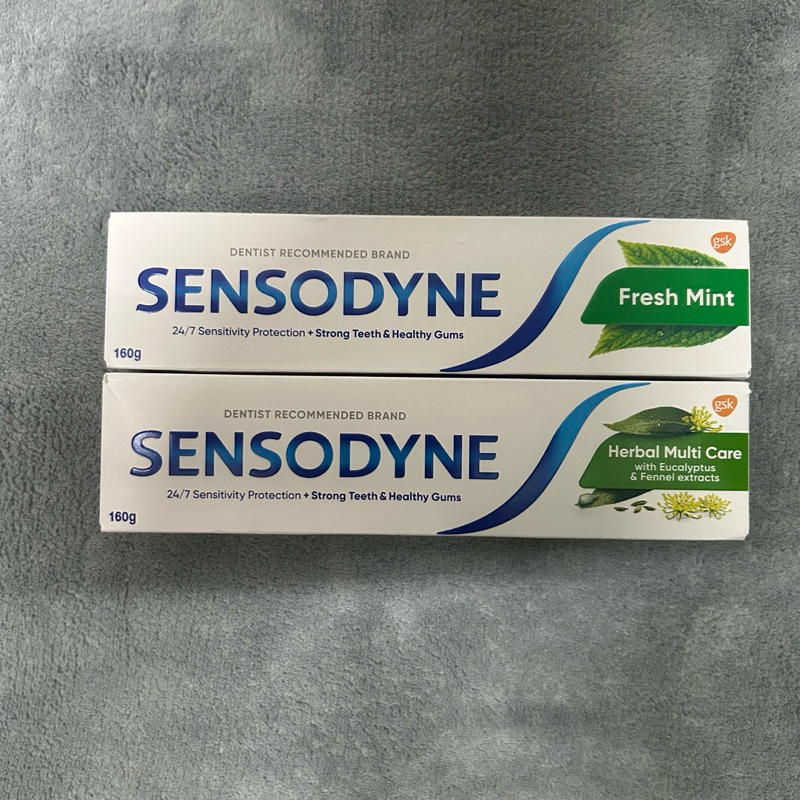 DENTIST RECOMMENDED BRAND
SENSODYNE
24/7 Sensitivity Protection + Strong Teeth & Healthy Gums
160g
gsk
Fresh Mint
DENTIST RECOMMENDED BRAND
SENSODYNE
24/7 Sensitivity Protection + Strong Teeth & Healthy Gums
160g
gsk
Herbal Multi Care
with Eucalyptus
& Fennel extracts